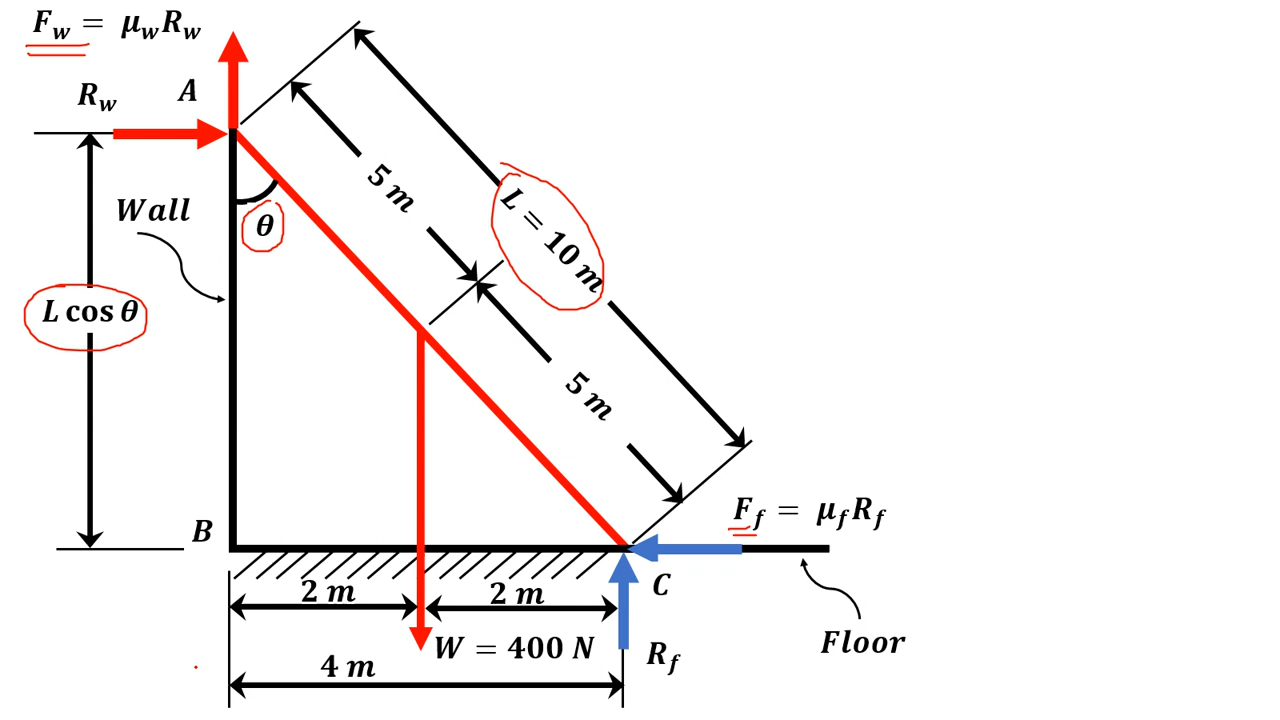 F_w = μ_w R_w
R_w
A
Wall
θ
5 m
L = 10 m
L cos θ
5 m
F_f = μ_f R_f
B
C
2 m
2 m
W = 400 N
R_f
Floor
4 m